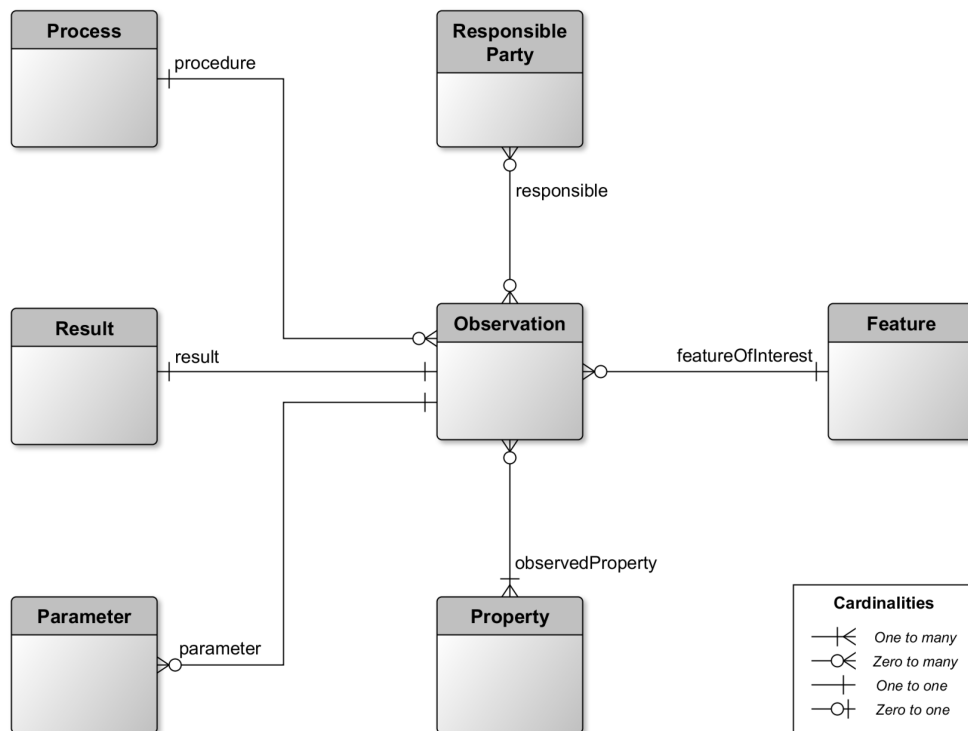 Process
procedure
Responsible
Party
responsible
Result
result
Observation
featureOfInterest
Feature
observedProperty
Parameter
parameter
Property
Cardinalities
One to many
Zero to many
One to one
Zero to one